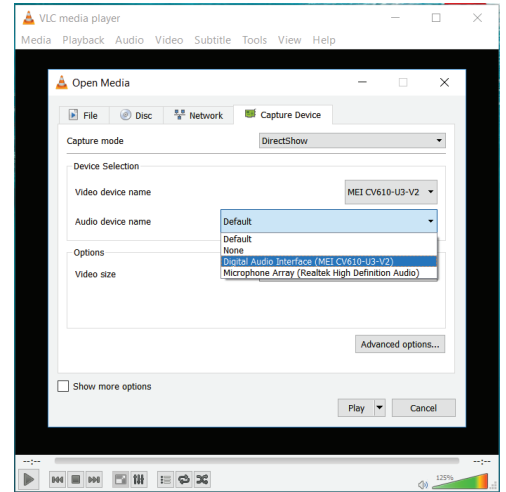 VLC media player
Media Playback Audio Video Subtitle Tools View Help
Open Media
File Disc Network Capture Device
Capture mode DirectShow
Device Selection
Video device name MEI CV610-U3-V2
Audio device name Default
Default
Options None
Digital Audio Interface (MEI CV610-U3-V2)
Video size Microphone Array (Realtek High Definition Audio)
Advanced options...
Show more options
Play Cancel
--:-- --:--
125%